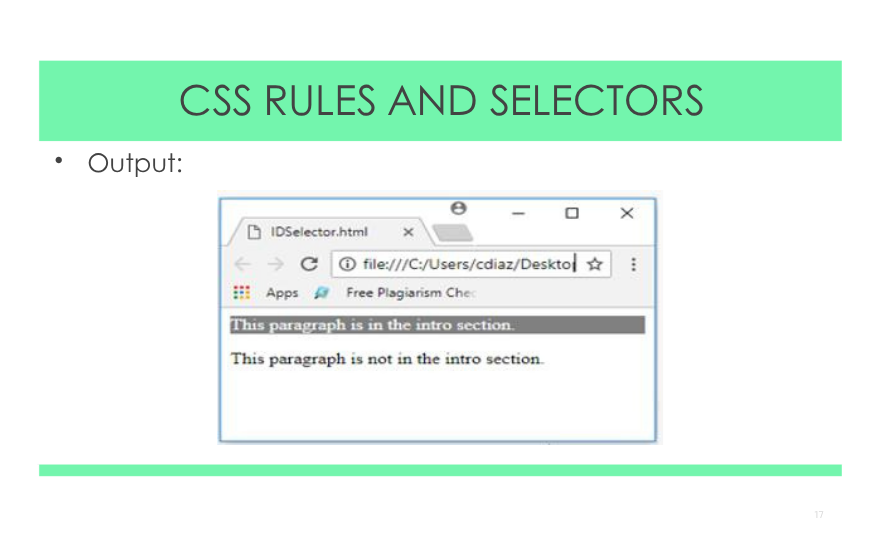 CSS RULES AND SELECTORS
• Output:
IDSelector.html
file:///C:/Users/cdiaz/Desktop
Apps Free Plagiarism Chec
This paragraph is in the intro section.
This paragraph is not in the intro section.
17